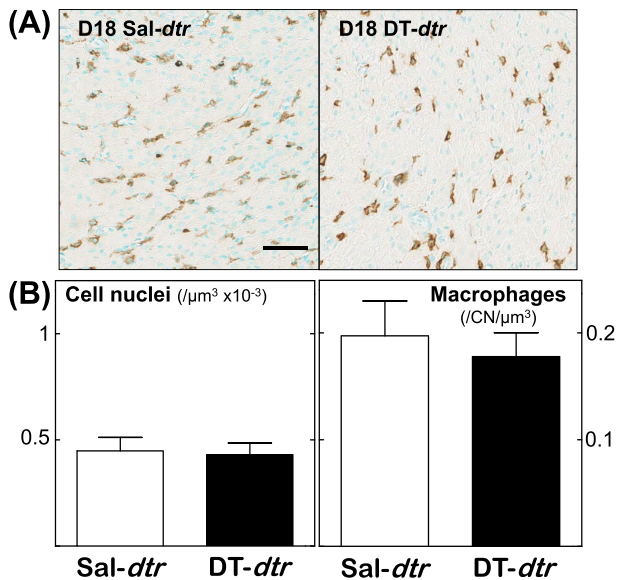 (A)
D18 Sal-dtr
D18 DT-dtr
(B)
Cell nuclei (/µm³ x10⁻³)
Macrophages
(/CN/µm³)
1
0.5
0.2
0.1
Sal-dtr
DT-dtr
Sal-dtr
DT-dtr